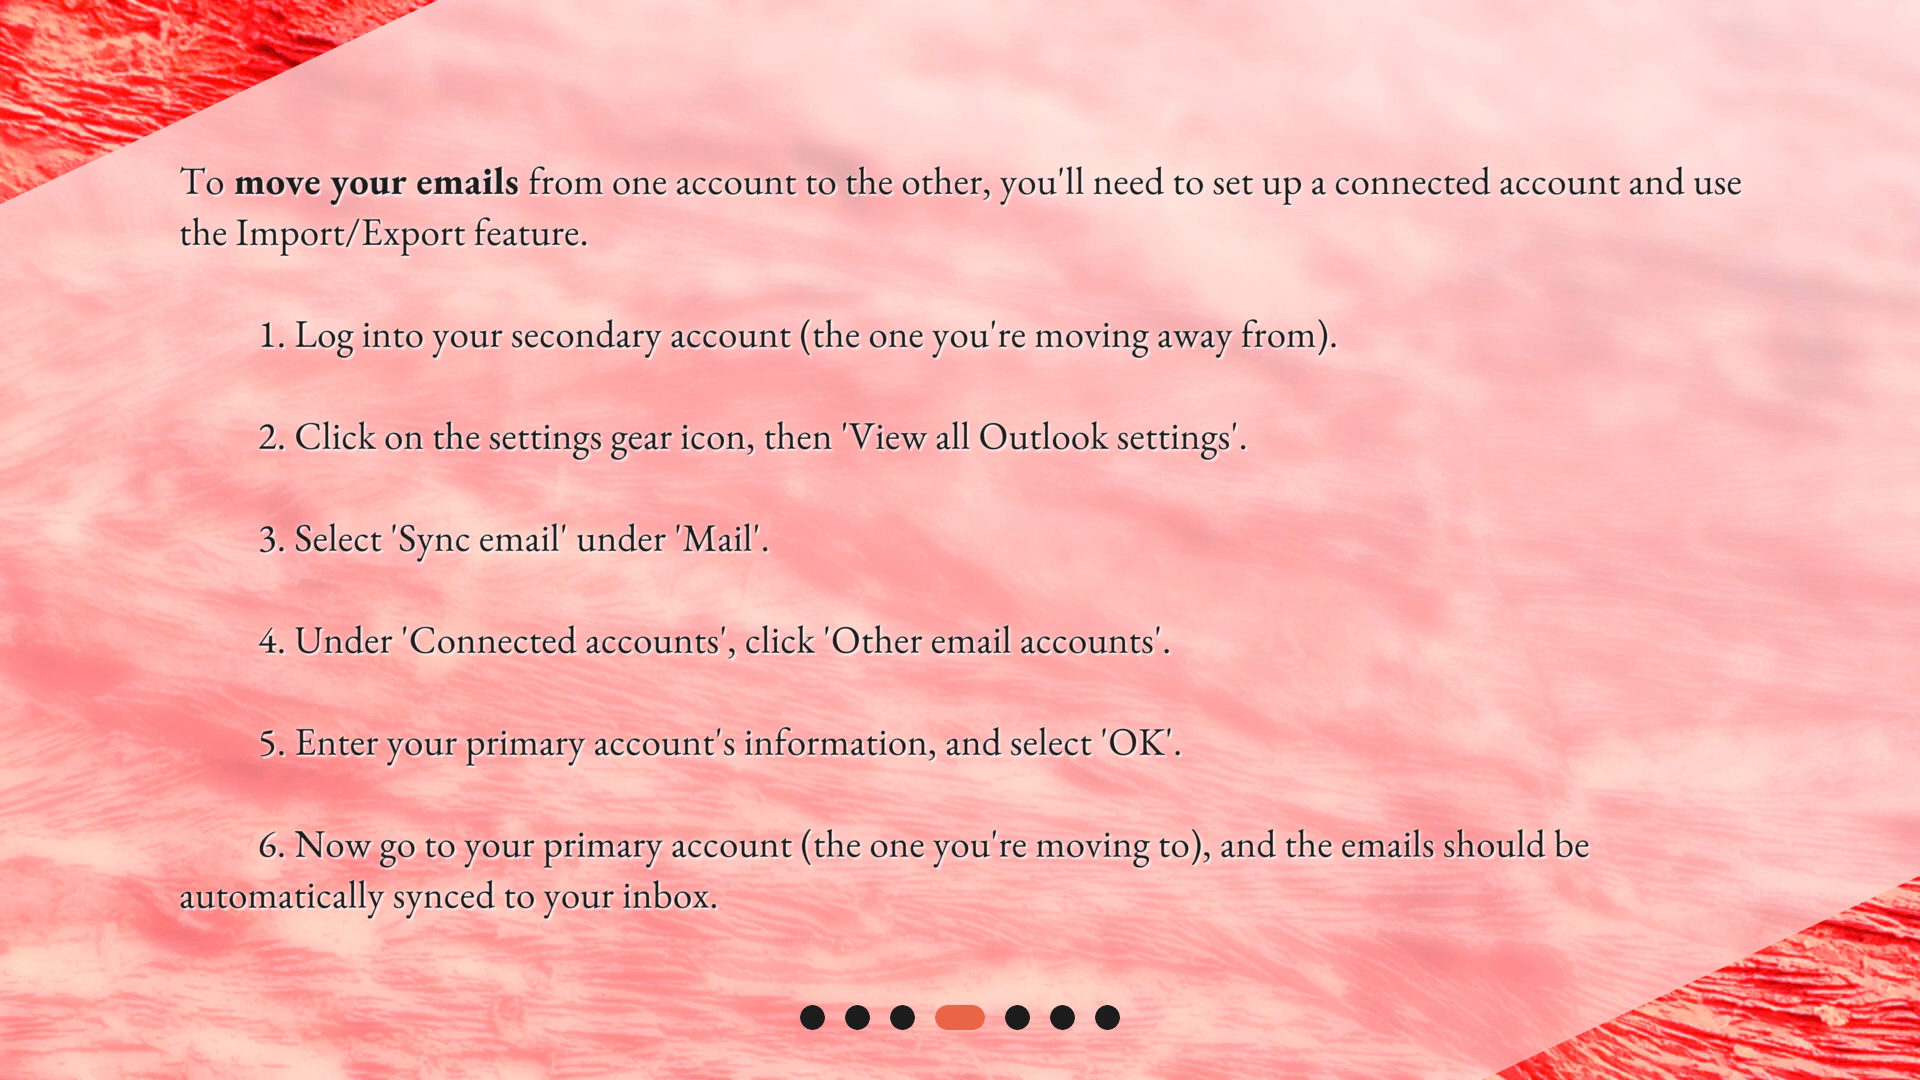 To move your emails from one account to the other, you'll need to set up a connected account and use
the Import/Export feature.
1. Log into your secondary account (the one you're moving away from).
2. Click on the settings gear icon, then 'View all Outlook settings'.
3. Select 'Sync email' under 'Mail'.
4. Under 'Connected accounts', click 'Other email accounts'.
5. Enter your primary account's information, and select 'OK'.
6. Now go to your primary account (the one you're moving to), and the emails should be
automatically synced to your inbox.